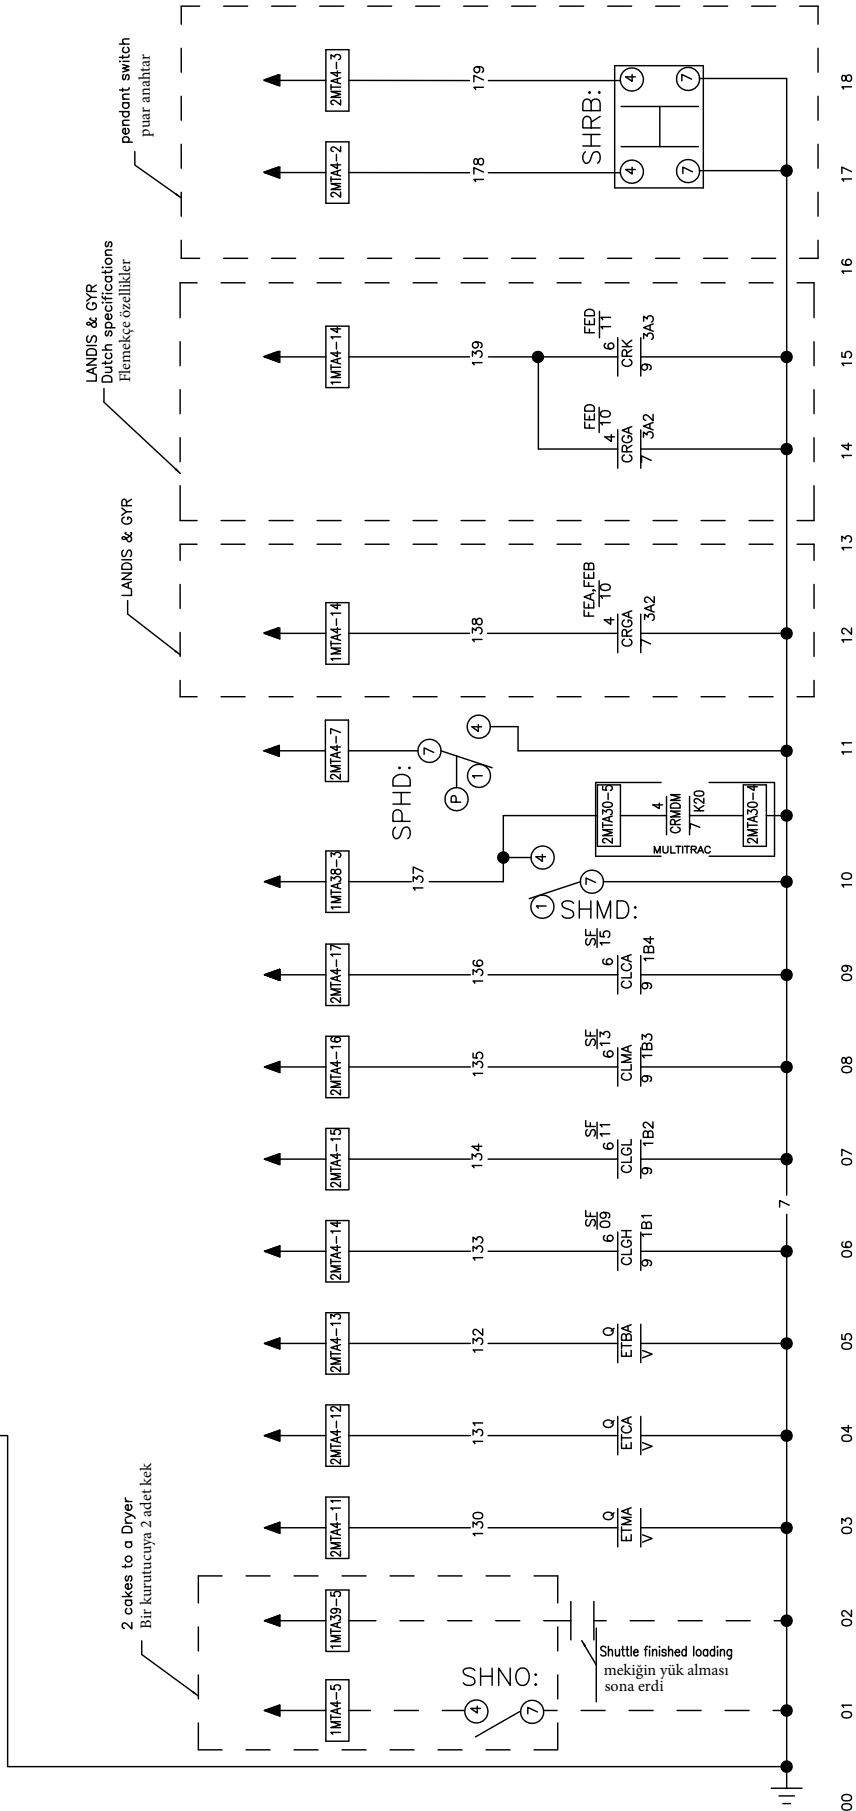 pendant switch
puar anahtar
2MTA4-3
179
4
7
18
SHRB:
2MTA4-2
178
4
7
17
16
LANDIS & GYR
Dutch specifications
Flemekçe özellikler
1MTA4-14
139
FED
11
6
CRK
9
3A3
15
FED
10
4
CRGA
7
3A2
14
13
LANDIS & GYR
1MTA4-14
138
FEA,FEB
10
4
CRGA
7
3A2
12
2MTA4-7
SPHD:
7
4
1
P
11
1MTA38-3
137
2MTA30-5
4
CRMDM
7
K20
2MTA30-4
MULTITRAC
4
1
7
SHMD:
10
2MTA4-17
136
SF
15
6
CLCA
9
1B4
09
2MTA4-16
135
SF
13
6
CLMA
9
1B3
08
2MTA4-15
134
SF
11
6
CLGL
9
1B2
07
7
2MTA4-14
133
SF
09
6
CLGH
9
1B1
06
2MTA4-13
132
Q
ETBA
V
05
2MTA4-12
131
Q
ETCA
V
04
2MTA4-11
130
Q
ETMA
V
03
2 cakes to a Dryer
Bir kurutucuya 2 adet kek
1MTA39-5
02
Shuttle finished loading
mekiğin yük alması
sona erdi
1MTA4-5
SHNO:
4
7
01
00